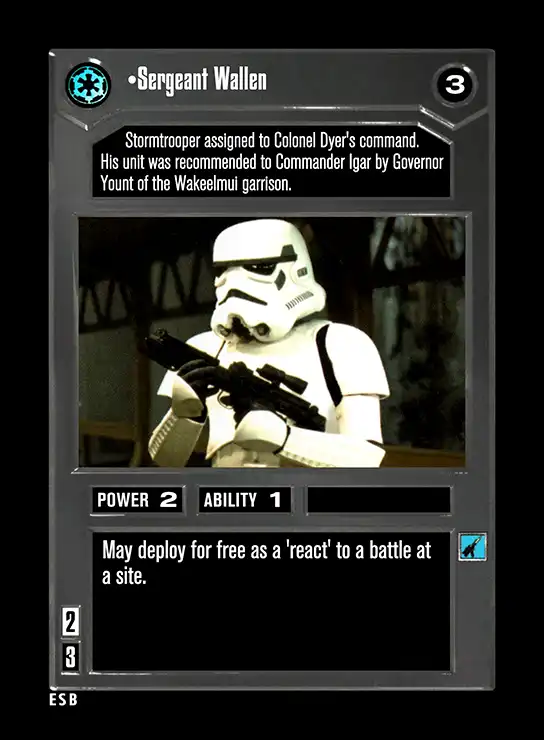 •Sergeant Wallen
3
Stormtrooper assigned to Colonel Dyer's command.
His unit was recommended to Commander Igar by Governor
Yount of the Wakeelmui garrison.
POWER 2 ABILITY 1
May deploy for free as a 'react' to a battle at
a site.
2
3
ESB